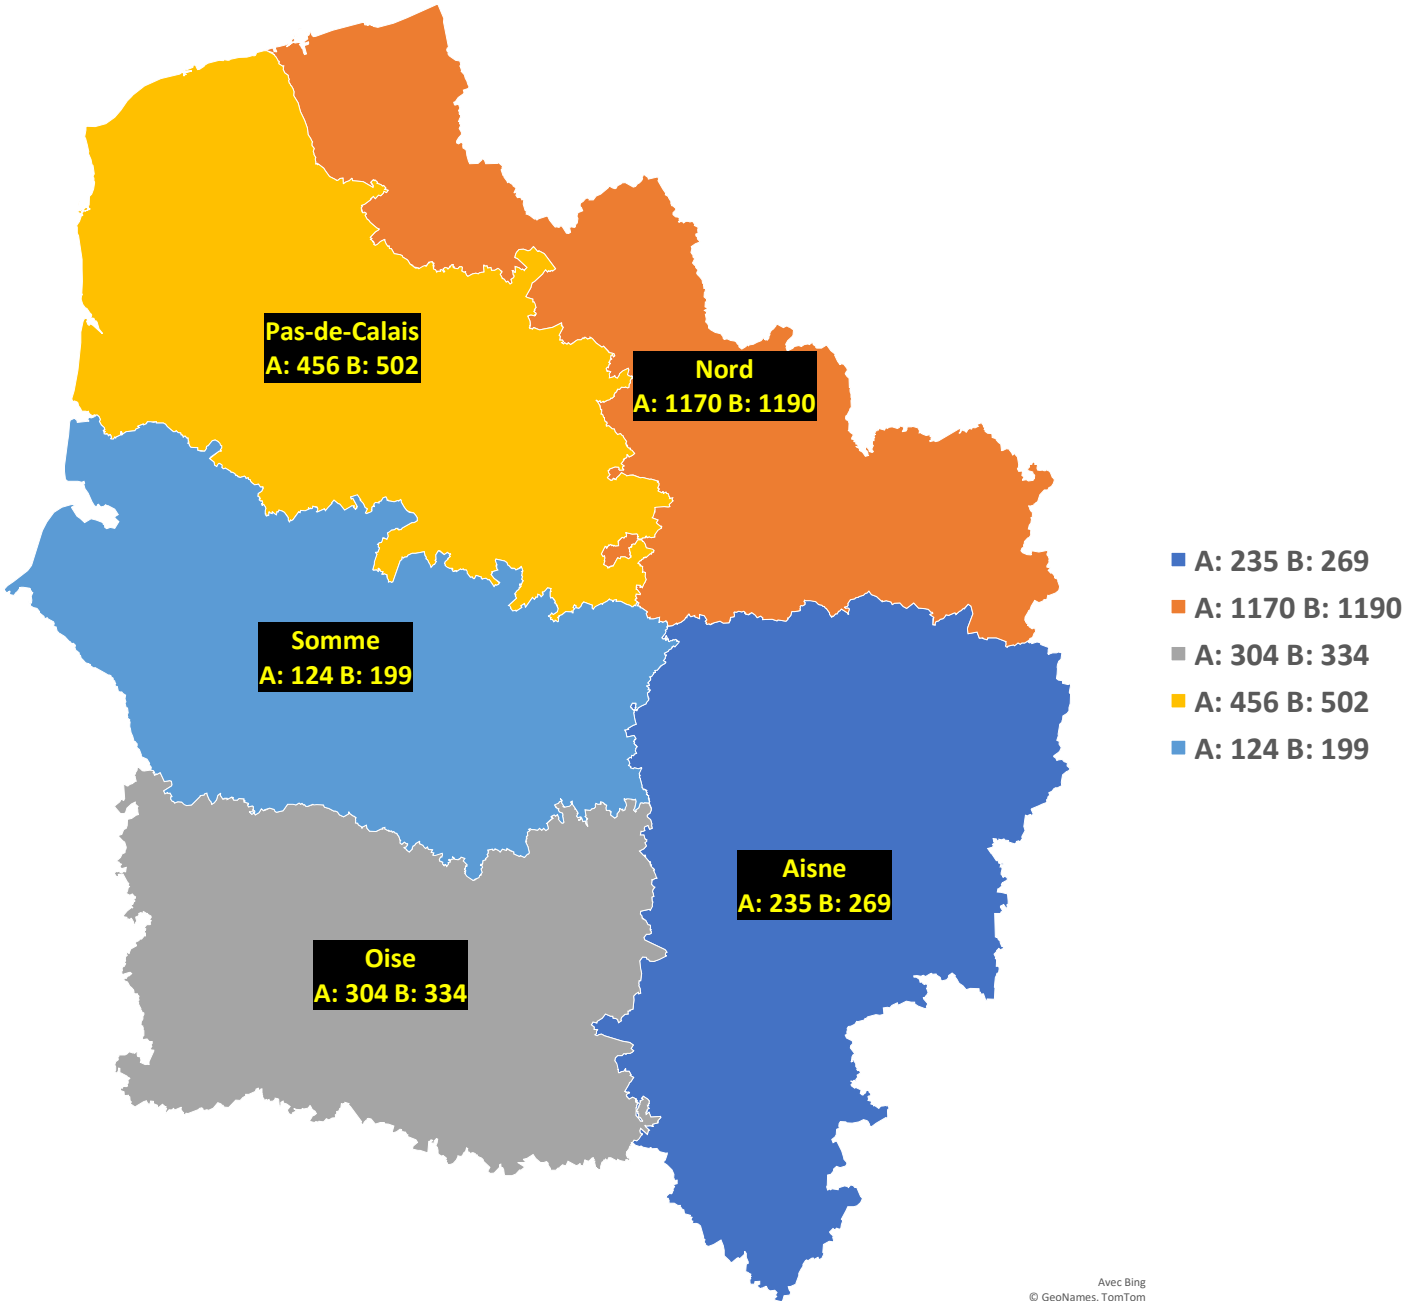 Pas-de-Calais
A: 456 B: 502
Nord
A: 1170 B: 1190
Somme
A: 124 B: 199
Aisne
A: 235 B: 269
Oise
A: 304 B: 334
A: 235 B: 269
A: 1170 B: 1190
A: 304 B: 334
A: 456 B: 502
A: 124 B: 199
Avec Bing
© GeoNames, TomTom